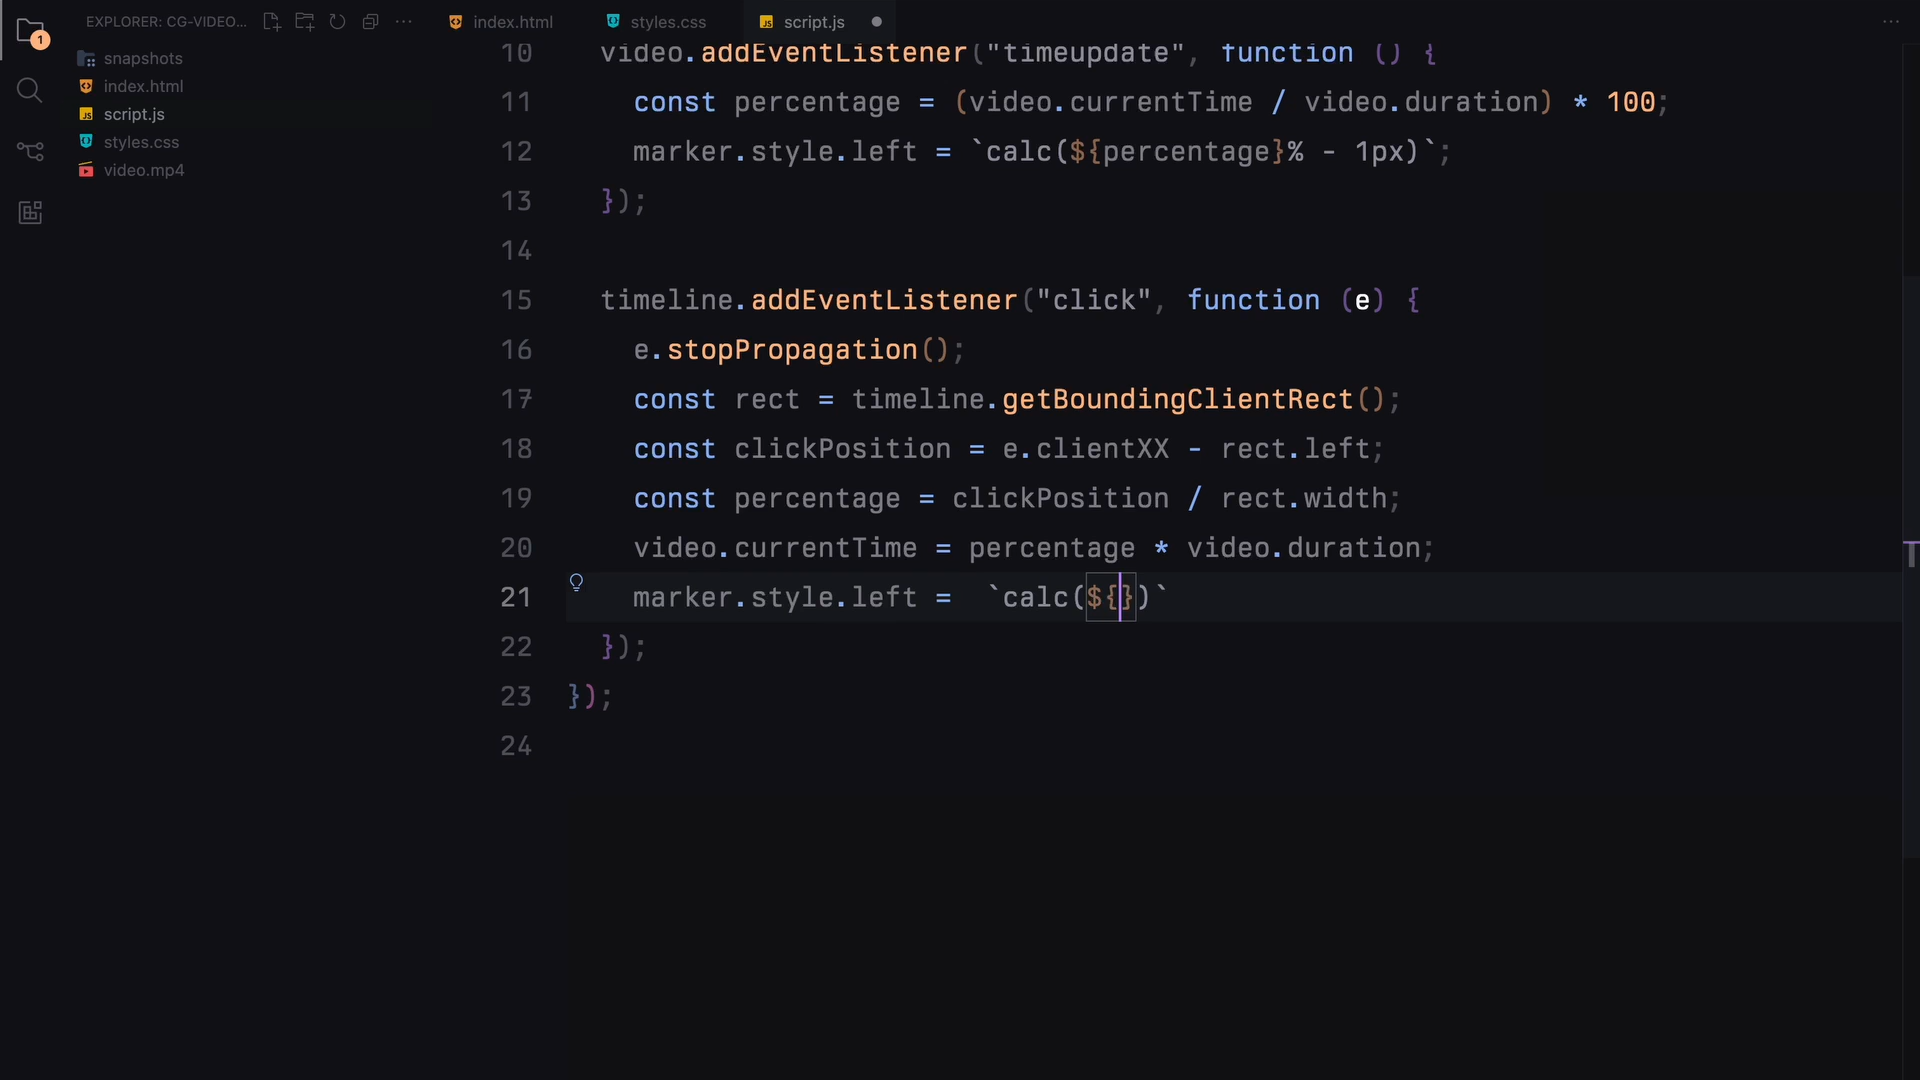 EXPLORER: CG-VIDEO...
1
snapshots
index.html
script.js
styles.css
video.mp4
index.html
styles.css
script.js
10 video.addEventListener("timeupdate", function () {
11 const percentage = (video.currentTime / video.duration) * 100;
12 marker.style.left = `calc(${percentage}% - 1px)`;
13 });
14
15 timeline.addEventListener("click", function (e) {
16 e.stopPropagation();
17 const rect = timeline.getBoundingClientRect();
18 const clickPosition = e.clientXX - rect.left;
19 const percentage = clickPosition / rect.width;
20 video.currentTime = percentage * video.duration;
21 marker.style.left =  `calc(${})`
22 });
23 });
24